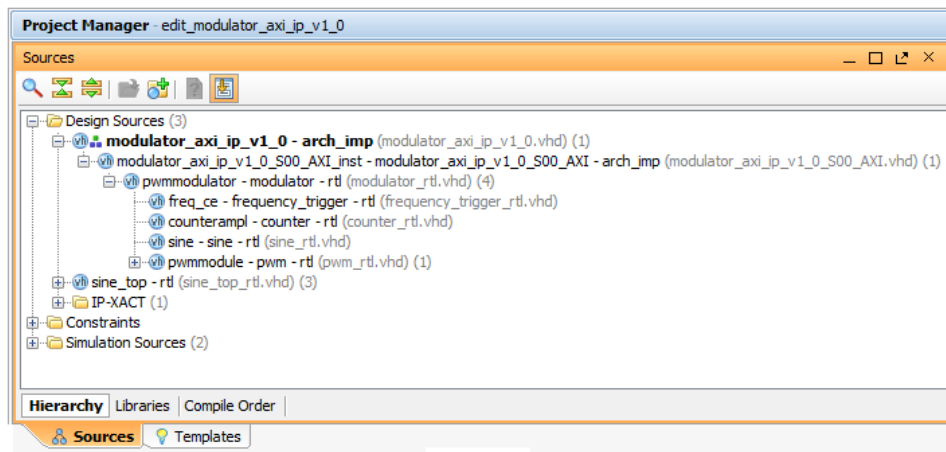 Project Manager - edit_modulator_axi_ip_v1_0
Sources
Design Sources (3)
modulator_axi_ip_v1_0 - arch_imp (modulator_axi_ip_v1_0.vhd) (1)
modulator_axi_ip_v1_0_S00_AXI_inst - modulator_axi_ip_v1_0_S00_AXI - arch_imp (modulator_axi_ip_v1_0_S00_AXI.vhd) (1)
pwmmodulator - modulator - rtl (modulator_rtl.vhd) (4)
freq_ce - frequency_trigger - rtl (frequency_trigger_rtl.vhd)
counterampl - counter - rtl (counter_rtl.vhd)
sine - sine - rtl (sine_rtl.vhd)
pwmmodule - pwm - rtl (pwm_rtl.vhd) (1)
sine_top - rtl (sine_top_rtl.vhd) (3)
IP-XACT (1)
Constraints
Simulation Sources (2)
Hierarchy Libraries Compile Order
Sources Templates